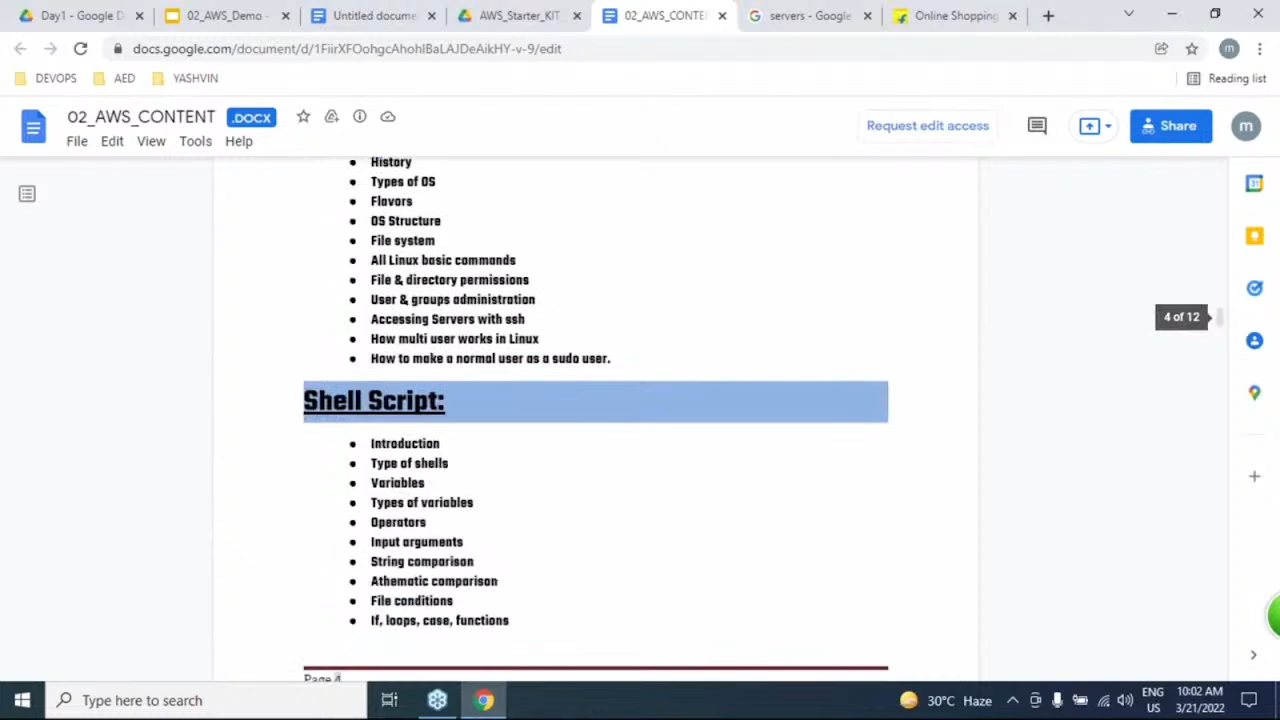 Day1 - Google D
02_AWS_Demo -
Untitled docume
AWS_Starter_KIT
02_AWS_CONTE
servers - Google
Online Shopping
docs.google.com/document/d/1FiirXFOohgcAhohIBaLAJDeAikHY-v-9/edit
m
DEVOPS
AED
YASHVIN
Reading list
02_AWS_CONTENT
.DOCX
Request edit access
Share
m
File Edit View Tools Help
History
Types of OS
Flavors
OS Structure
File system
All Linux basic commands
File & directory permissions
User & groups administration
Accessing Servers with ssh
How multi user works in Linux
How to make a normal user as a sudo user.
4 of 12
31
Shell Script:
Introduction
Type of shells
Variables
Types of variables
Operators
Input arguments
String comparison
Athematic comparison
File conditions
If, loops, case, functions
Page 4
Type here to search
30°C Haze
ENG
US
10:02 AM
3/21/2022